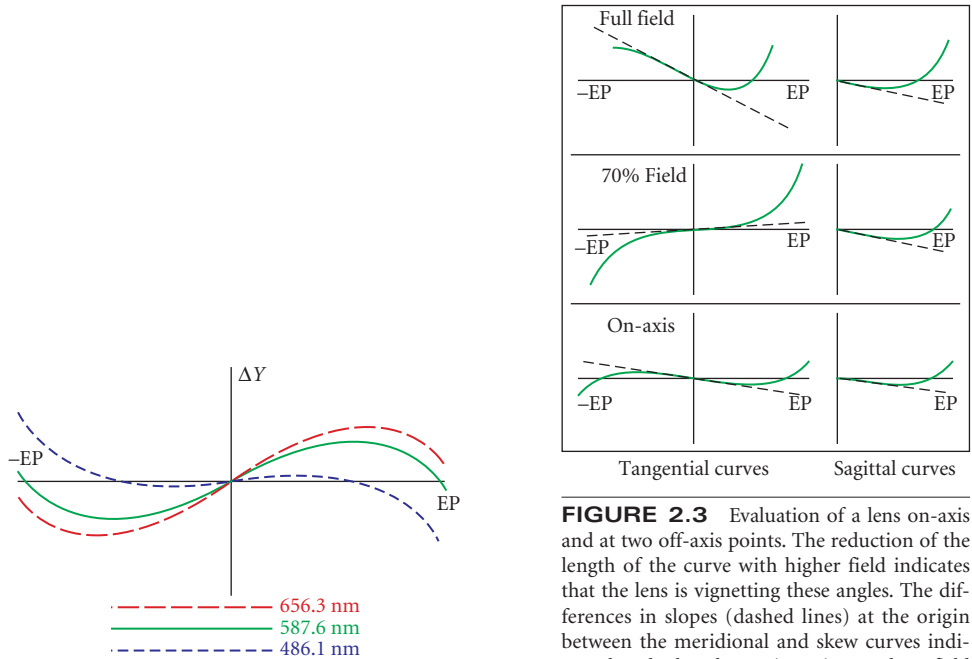 ΔY
–EP
EP
656.3 nm
587.6 nm
486.1 nm
Full field
–EP
EP
EP
70% Field
–EP
EP
EP
On-axis
–EP
EP
EP
Tangential curves
Sagittal curves
FIGURE 2.3 Evaluation of a lens on-axis
and at two off-axis points. The reduction of the
length of the curve with higher field indicates
that the lens is vignetting these angles. The dif-
ferences in slopes (dashed lines) at the origin
between the meridional and skew curves indi-